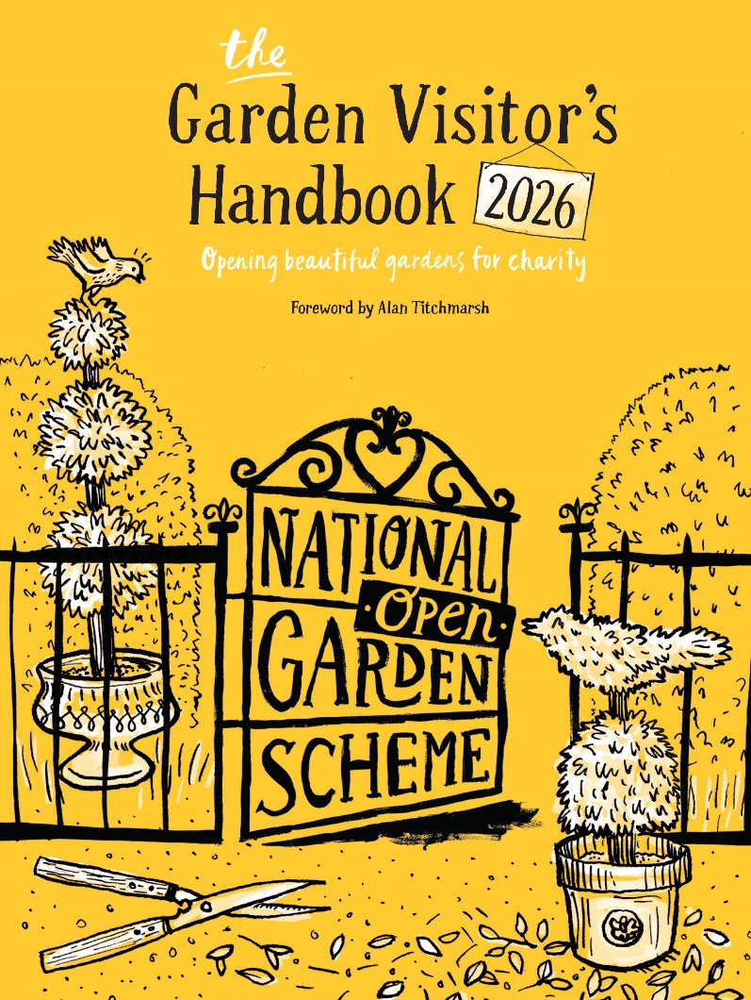 the
Garden Visitor's
Handbook 2026
Opening beautiful gardens for charity
Foreword by Alan Titchmarsh
NATIONAL
·Open·
GARDEN
SCHEME